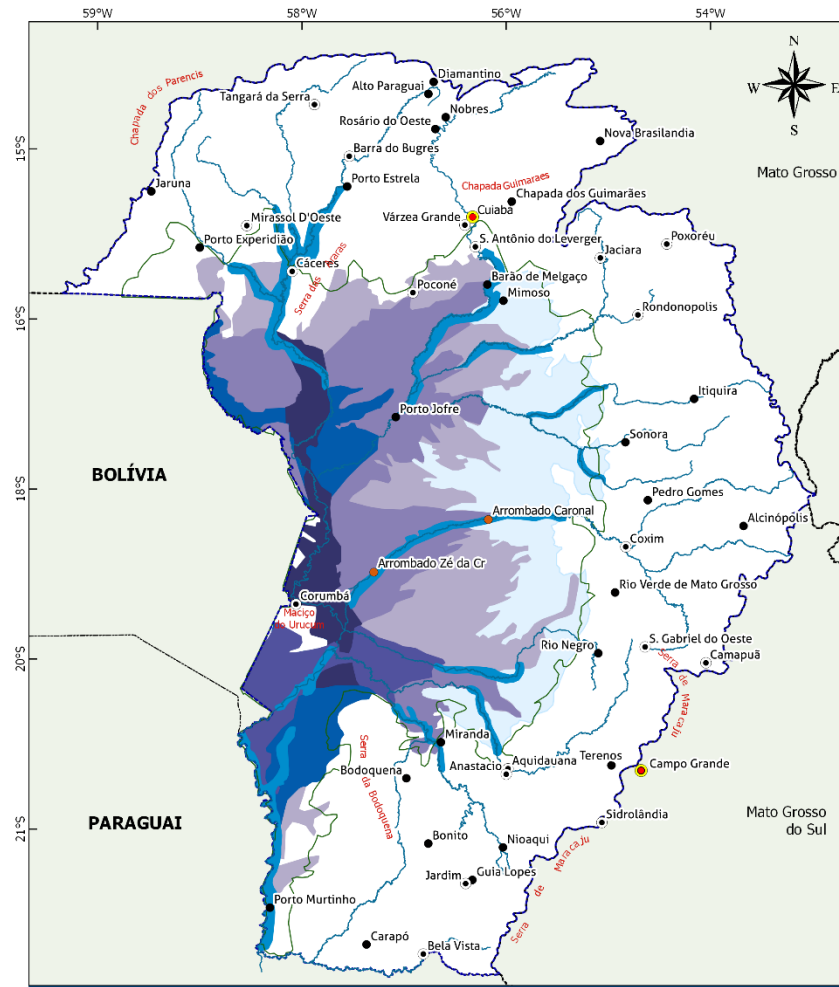 59°W
58°W
56°W
54°W
N
W
E
S
15°S
16°S
18°S
20°S
21°S
Chapada dos Parencis
Diamantino
Alto Paraguai
Tangará da Serra
Nobres
Rosário do Oeste
Nova Brasilandia
Barra do Bugres
Mato Grosso
Jaruna
Porto Estrela
Chapada Guimaraes
Chapada dos Guimarães
Mirassol D'Oeste
Várzea Grande
Cuiaba
Porto Experidião
S. Antônio do Leverger
Poxoréu
Jaciara
Cáceres
Serra das Araras
Poconé
Barão de Melgaço
Mimoso
Rondonopolis
Itiquira
Porto Jofre
Sonora
BOLÍVIA
Pedro Gomes
Arrombado Caronal
Alcinópolis
Coxim
Arrombado Zé da Cr
Rio Verde de Mato Grosso
Corumbá
Maciço
do Urucum
Rio Negro
S. Gabriel do Oeste
Camapuã
Serra de Maracaju
Miranda
Serra da Bodoquena
Bodoquena
Anastacio
Aquidauana
Terenos
Campo Grande
PARAGUAI
Mato Grosso
do Sul
Sidrolândia
Bonito
Nioaqui
Serra de Maracaju
Jardim
Guia Lopes
Porto Murtinho
Carapó
Bela Vista